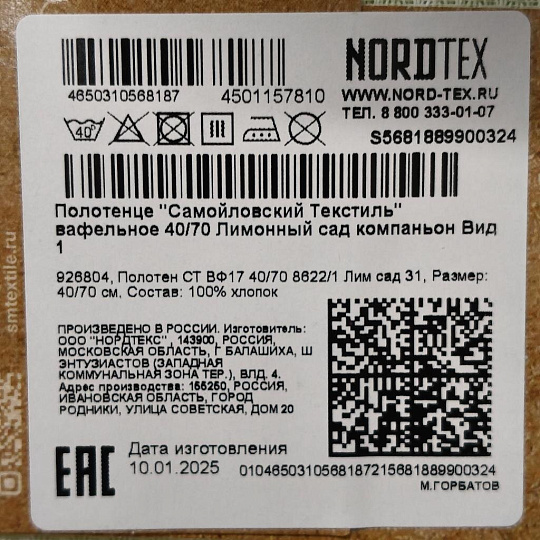 NORDTEX
4650310568187 4501157810
WWW.NORD-TEX.RU
ТЕЛ. 8 800 333-01-07
40°
S5681889900324
Полотенце "Самойловский Текстиль"
вафельное 40/70 Лимонный сад компаньон Вид
1
926804, Полотен СТ ВФ17 40/70 8622/1 Лим сад 31, Размер:
40/70 см, Состав: 100% хлопок
ПРОИЗВЕДЕНО В РОССИИ. Изготовитель:
ООО "НОРДТЕКС" , 143900, РОССИЯ,
МОСКОВСКАЯ ОБЛАСТЬ, Г БАЛАШИХА, Ш
ЭНТУЗИАСТОВ (ЗАПАДНАЯ
КОММУНАЛЬНАЯ ЗОНА ТЕР.), ВЛД. 4.
Адрес производства: 155250, РОССИЯ,
ИВАНОВСКАЯ ОБЛАСТЬ, ГОРОД
РОДНИКИ, УЛИЦА СОВЕТСКАЯ, ДОМ 20
EAC
Дата изготовления
10.01.2025
0104650310568187215681889900324
М.ГОРБАТОВ
smtextile.ru